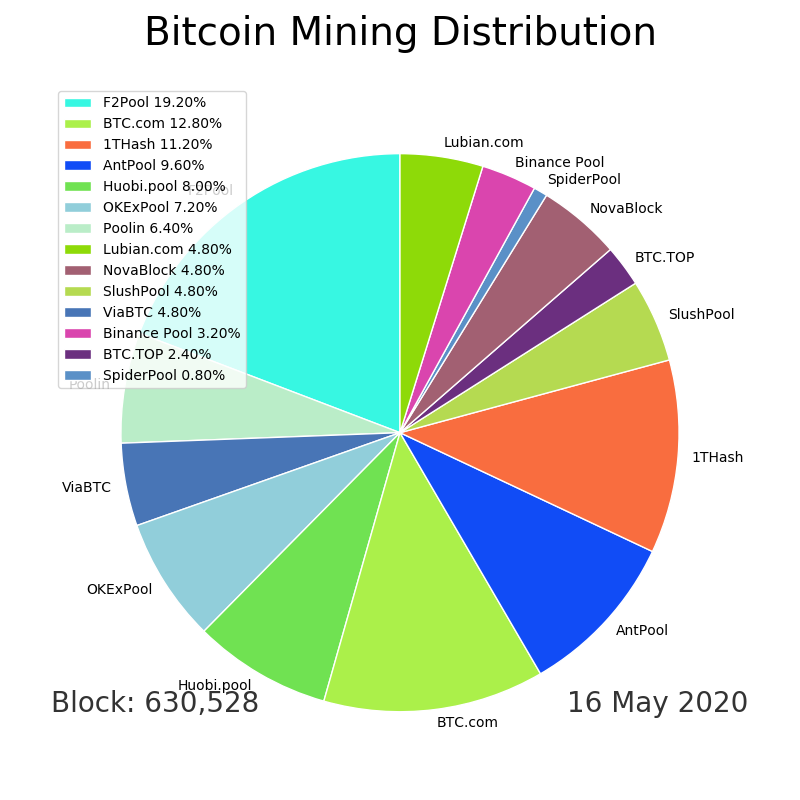 Bitcoin Mining Distribution
F2Pool 19.20%
BTC.com 12.80%
1THash 11.20%
AntPool 9.60%
Huobi.pool 8.00%
OKExPool 7.20%
Poolin 6.40%
Lubian.com 4.80%
NovaBlock 4.80%
SlushPool 4.80%
ViaBTC 4.80%
Binance Pool 3.20%
BTC.TOP 2.40%
SpiderPool 0.80%
Lubian.com
Binance Pool
SpiderPool
NovaBlock
BTC.TOP
SlushPool
1THash
AntPool
BTC.com
Huobi.pool
OKExPool
ViaBTC
Poolin
F2Pool
Block: 630,528
16 May 2020